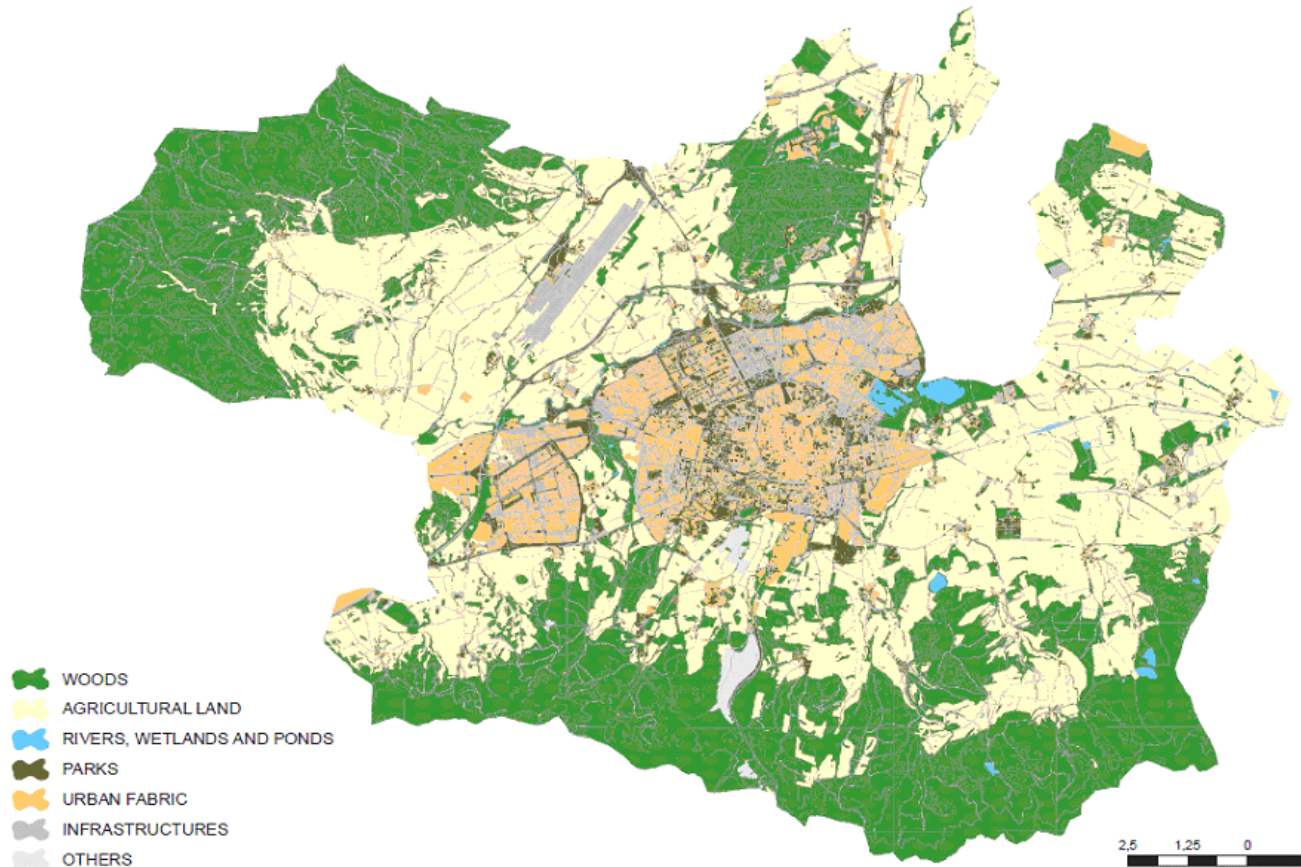 WOODS
AGRICULTURAL LAND
RIVERS, WETLANDS AND PONDS
PARKS
URBAN FABRIC
INFRASTRUCTURES
OTHERS
2,5 1,25 0